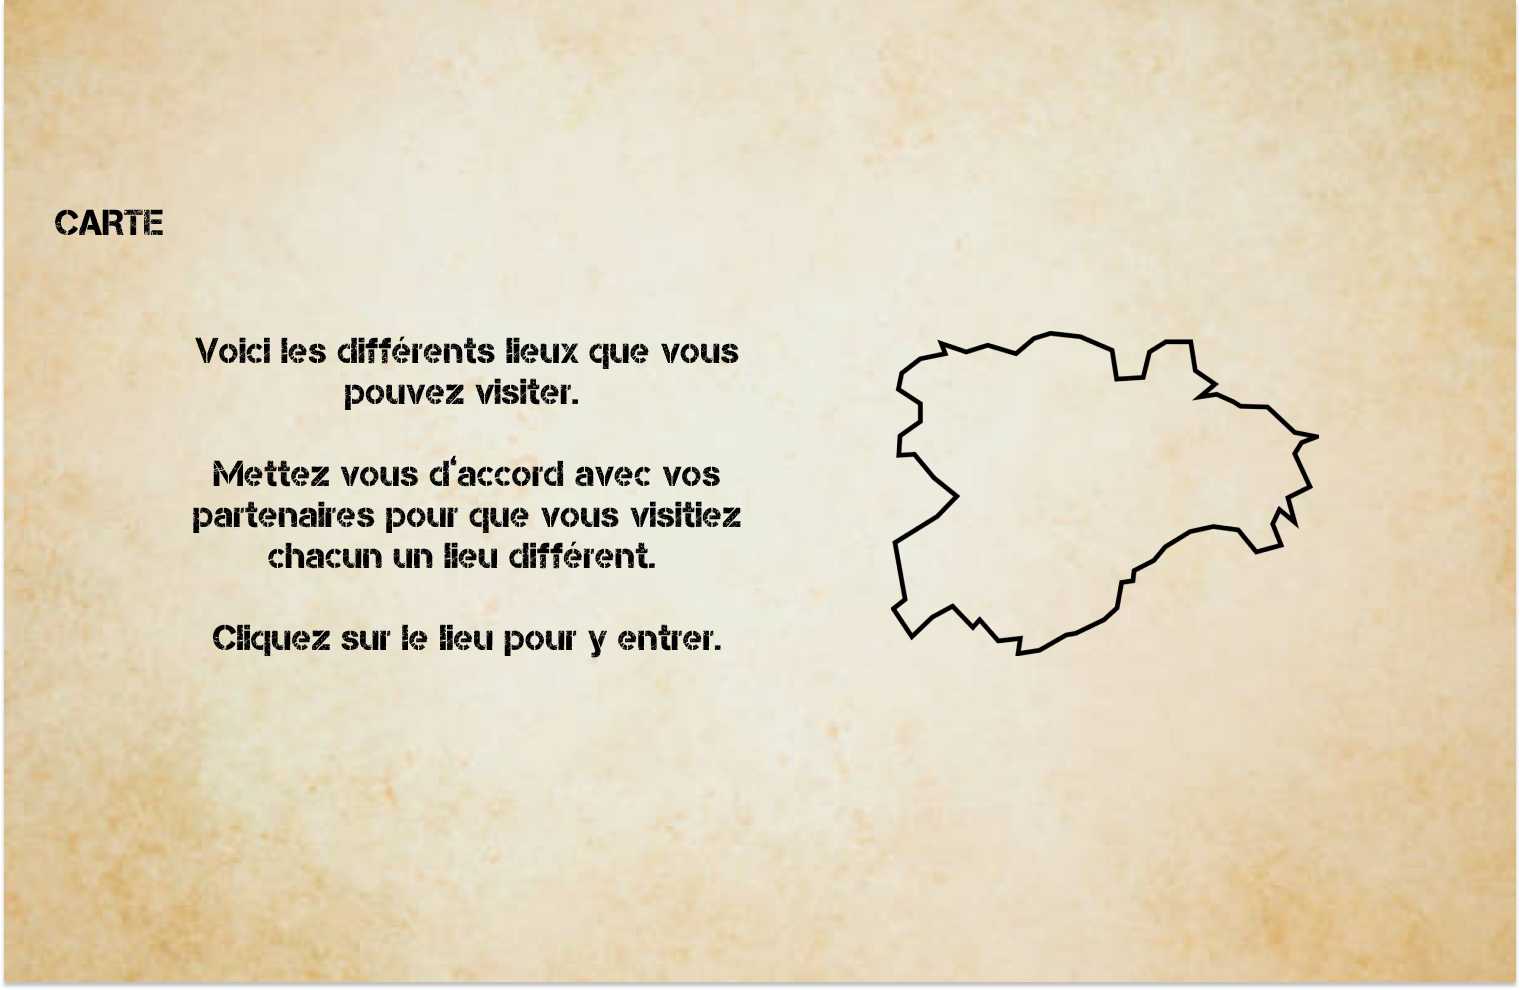 CARTE
Voici les différents lieux que vous
pouvez visiter.
Mettez vous d'accord avec vos
partenaires pour que vous visitiez
chacun un lieu différent.
Cliquez sur le lieu pour y entrer.